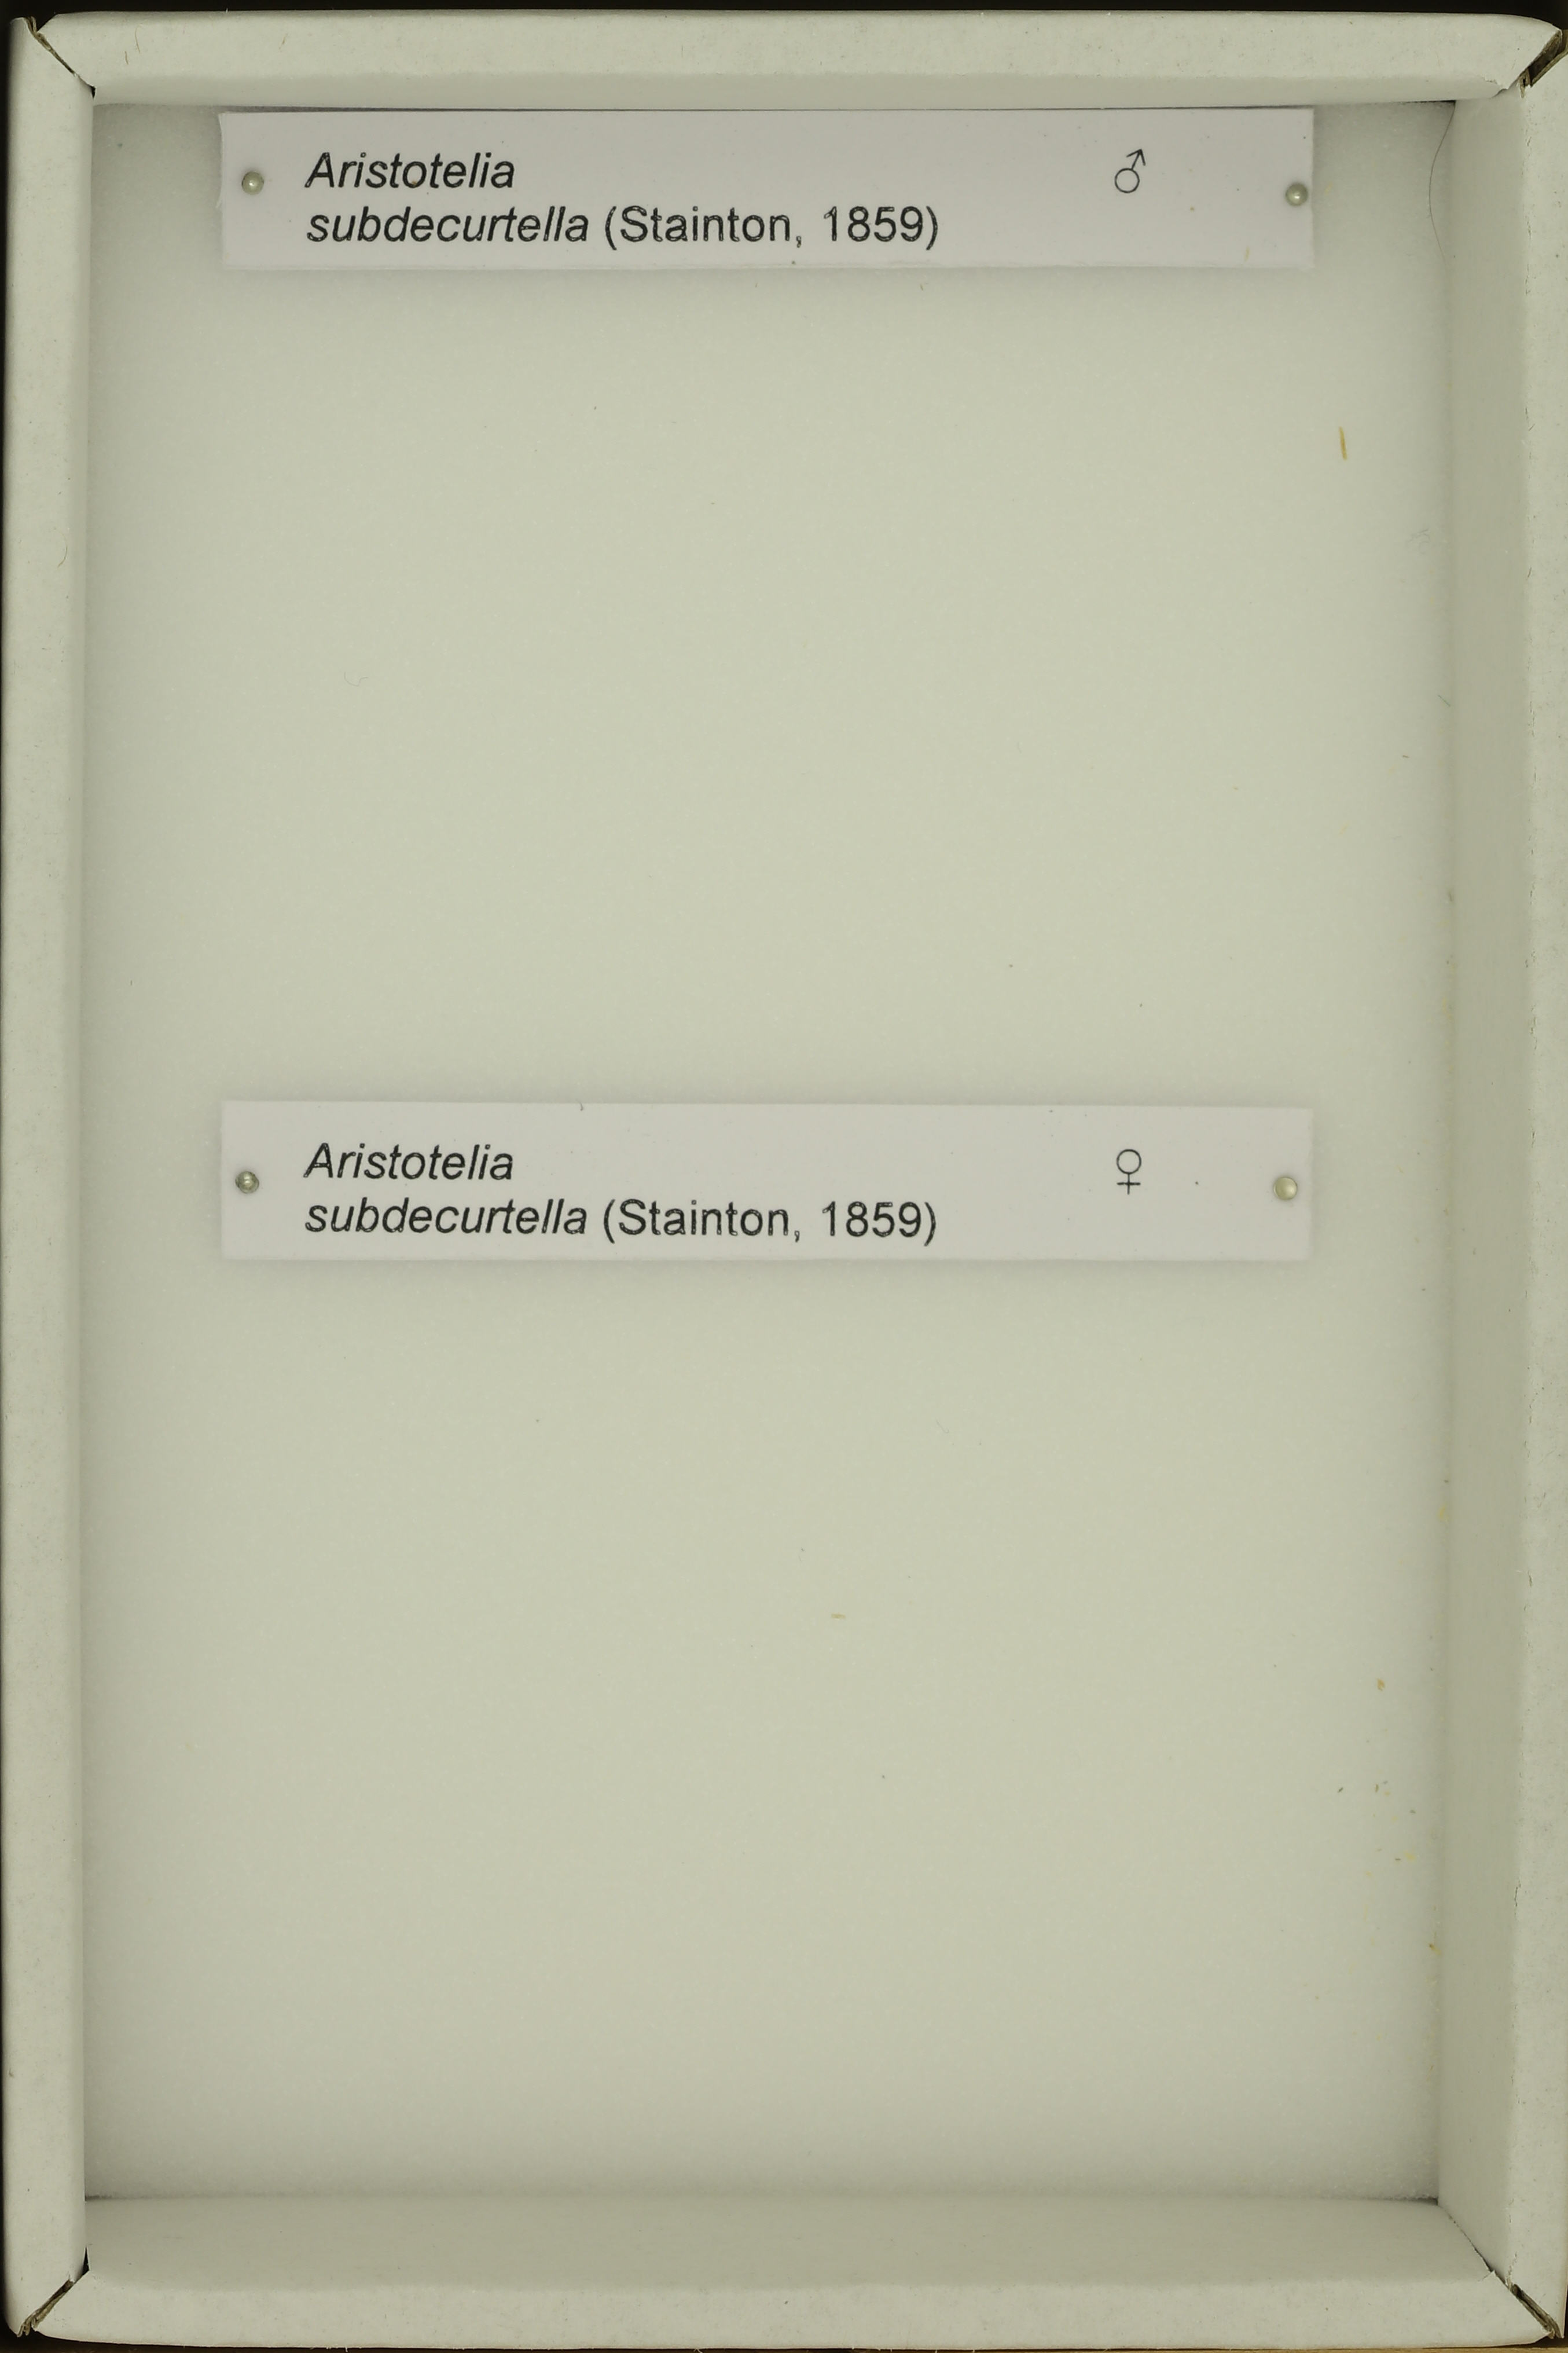 Aristotelia ♂
subdecurtella (Stainton, 1859)
Aristotelia ♀
subdecurtella (Stainton, 1859)